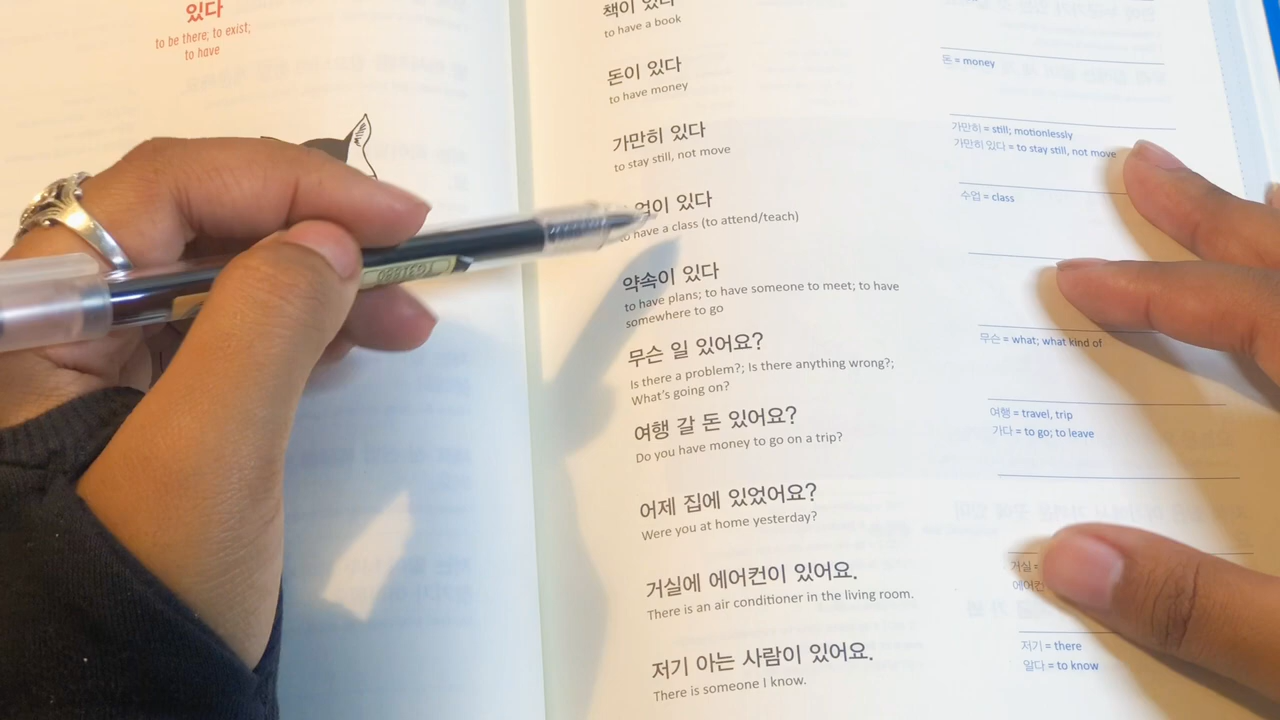 있다
to be there; to exist;
to have
책이 있다
to have a book
돈이 있다
to have money
돈 = money
가만히 있다
to stay still, not move
가만히 = still; motionlessly
가만히 있다 = to stay still, not move
있다
to have a class (to attend/teach)
수업 = class
약속이 있다
to have plans; to have someone to meet; to have
somewhere to go
무슨 일 있어요?
Is there a problem?; Is there anything wrong?;
What's going on?
무슨 = what; what kind of
여행 갈 돈 있어요?
Do you have money to go on a trip?
여행 = travel, trip
가다 = to go; to leave
어제 집에 있었어요?
Were you at home yesterday?
거실에 에어컨이 있어요.
There is an air conditioner in the living room.
거실 =
에어컨
저기 아는 사람이 있어요.
There is someone I know.
저기 = there
알다 = to know